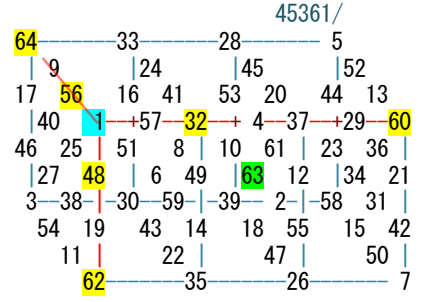 45361/
64————33————28———— 5
| 9 |24 |45 |52
17 56 16 41 53 20 44 13
|40 1—+57—32—+ 4—37—+29—60
46 25 51 8 10 61 23 36
|27 48 | 6 49 |63 12 |34 21
3—38—30—59—39— 2—58 31
54 19 43 14 18 55 15 42
11 | 22 | 47 | 50 |
62————35————26———— 7